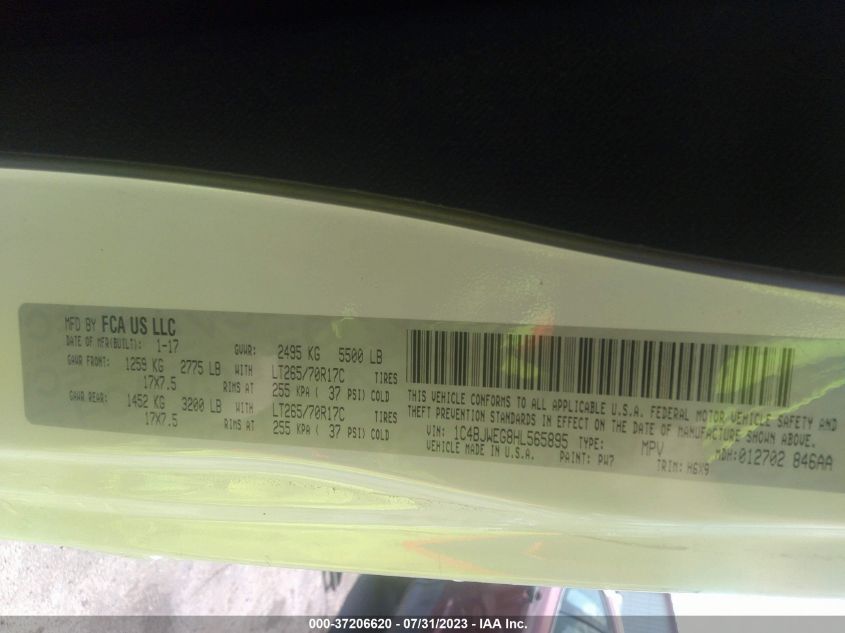 MFD BY FCA US LLC
DATE OF MFR(BUILT): 1-17 GVWR: 2495 KG 5500 LB
GAWR FRONT: 1259 KG 2775 LB WITH LT265/70R17C TIRES
17X7.5 RIMS AT 255 KPA ( 37 PSI) COLD
GAWR REAR: 1452 KG 3200 LB WITH LT265/70R17C TIRES
17X7.5 RIMS AT 255 KPA ( 37 PSI) COLD
THIS VEHICLE CONFORMS TO ALL APPLICABLE U.S.A. FEDERAL MOTOR VEHICLE SAFETY AND
THEFT PREVENTION STANDARDS IN EFFECT ON THE DATE OF MANUFACTURE SHOWN ABOVE.
VIN: 1C4BJWEG8HL565895 TYPE: MPV MDH:012702 846AA
VEHICLE MADE IN U.S.A. PAINT: PW7 TRIM: H6X9
000-37206620 - 07/31/2023 - IAA Inc.